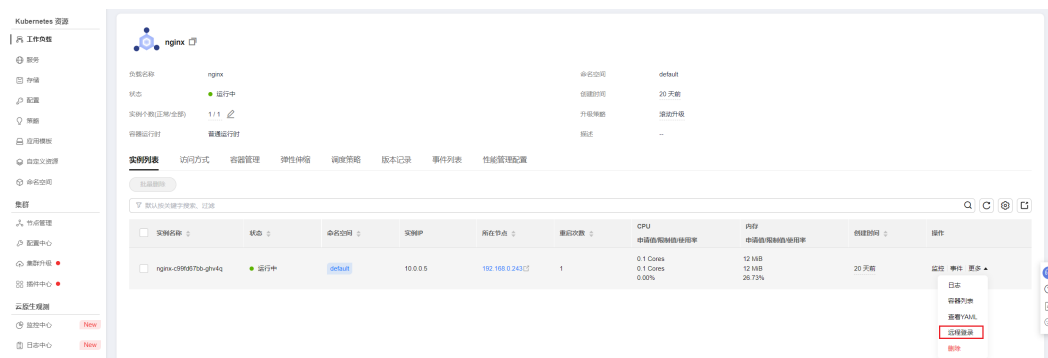 Kubernetes 资源
工作负载
服务
存储
配置
策略
应用模板
自定义资源
命名空间
集群
节点管理
配置中心
集群升级
插件中心
云原生观测
监控中心 New
日志中心 New
nginx
负载名称 nginx 命名空间 default
状态 运行中 创建时间 20 天前
实例个数(正常/全部) 1 / 1 升级策略 滚动升级
容器运行时 普通运行时 描述 --
实例列表 访问方式 容器管理 弹性伸缩 调度策略 版本记录 事件列表 性能管理配置
批量删除
默认按关键字搜索、过滤
实例名称 状态 命名空间 实例IP 所在节点 重启次数 CPU 申请值/限制值/使用率 内存 申请值/限制值/使用率 创建时间 操作
nginx-c99fd67bb-ghv4q 运行中 default 10.0.0.5 192.168.0.243 1 0.1 Cores 0.1 Cores 0.00% 12 MiB 12 MiB 26.73% 20 天前 监控 事件 更多
日志
容器列表
查看YAML
远程登录
删除